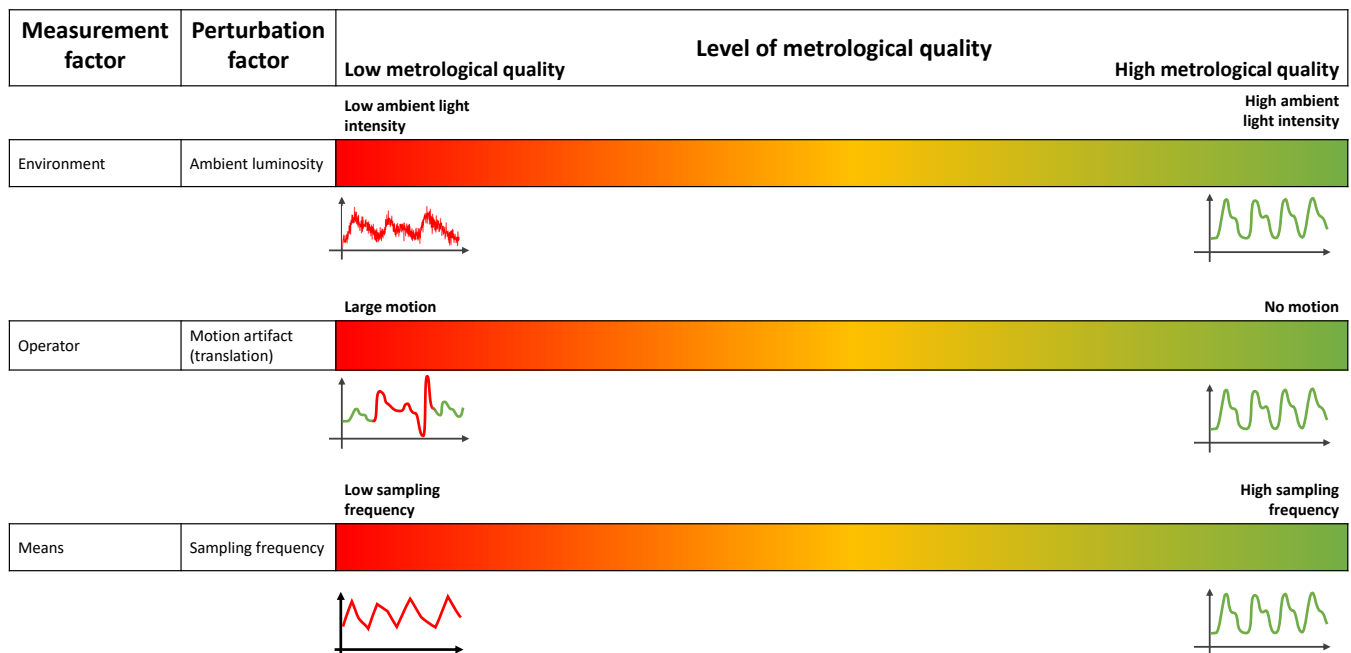 Measurement
factor
Perturbation
factor
Level of metrological quality
Low metrological quality
High metrological quality
Low ambient light
intensity
High ambient
light intensity
Environment
Ambient luminosity
Large motion
No motion
Operator
Motion artifact
(translation)
Low sampling
frequency
High sampling
frequency
Means
Sampling frequency